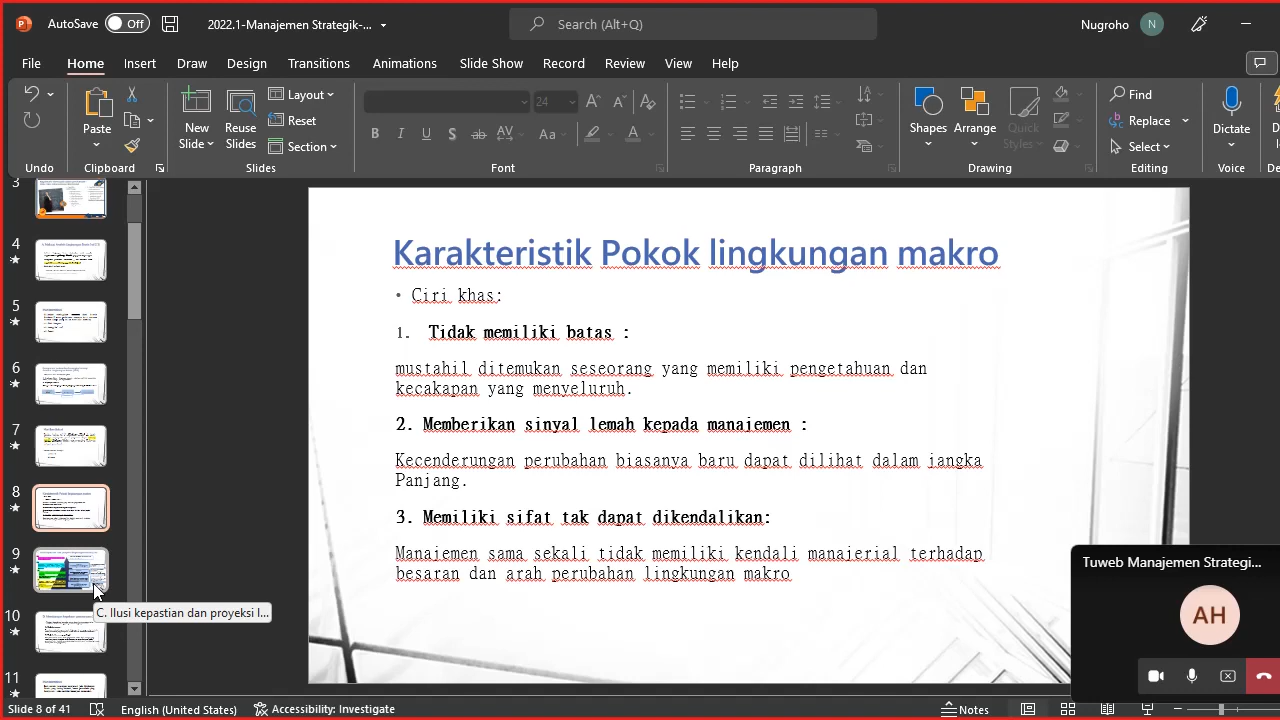 AutoSave Off 2022.1-Manajemen Strategik-... Search (Alt+Q) Nugroho N
File Home Insert Draw Design Transitions Animations Slide Show Record Review View Help
Undo
Paste
Clipboard
New Slide
Reuse Slides
Layout
Reset
Section
Slides
24
Font
Paragraph
Shapes
Arrange
Quick Styles
Drawing
Find
Replace
Select
Editing
Dictate
Voice
3
4
5
6
7
8
9
10
11
C. Ilusi kepastian dan proyeksi l...
Karakteristik Pokok lingkungan makro
• Ciri khas:
1. Tidak memiliki batas :
mustahil ditemukan seseorang yang memiliki pengetahuan dan
kecakapan yang menyeluruh.
2. Memberikan sinyal lemah kepada manajemen :
Kecenderungan perubahan biasanya baru dapat dilihat dalam jangka
Panjang.
3. Memiliki sifat tak dapat dikendalikn:
Manajemen sama sekali tidak memiliki kendali manajerial terhadap
besaran dan arah perubahan lingkungan makro.
Tuweb Manajemen Strategi...
AH
Slide 8 of 41 English (United States) Accessibility: Investigate Notes